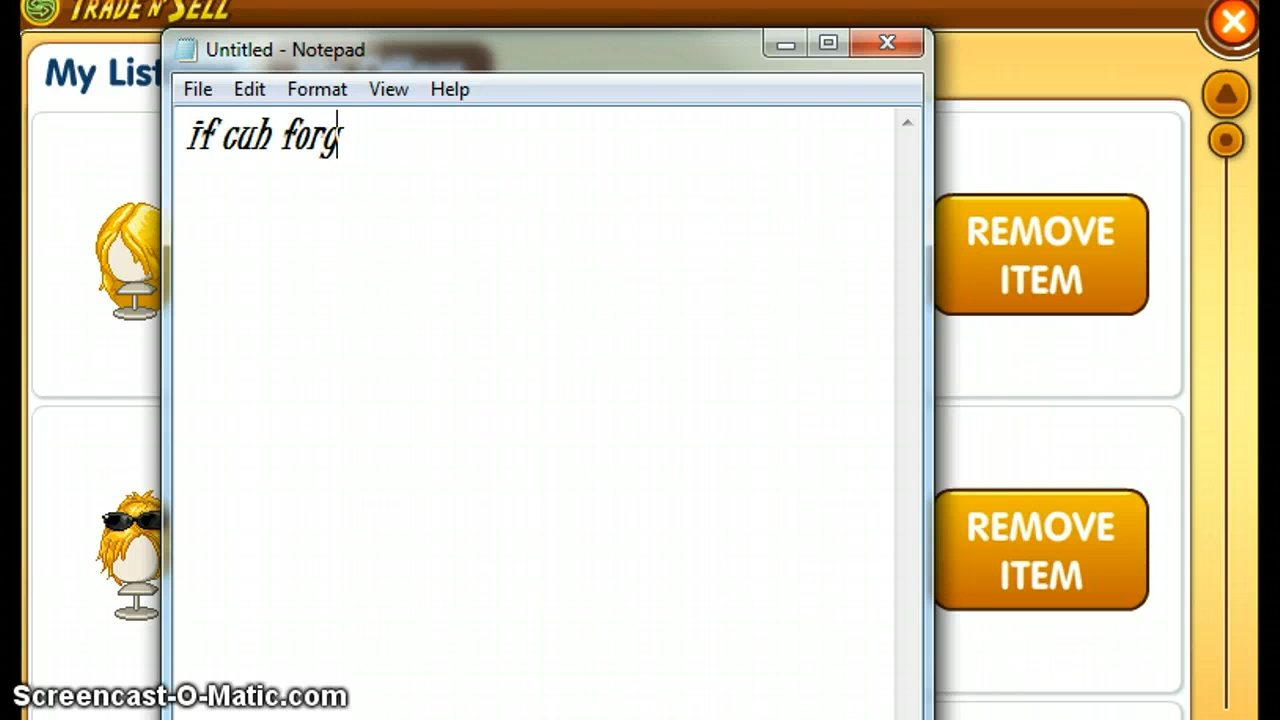 TRADE N' SELL
Untitled - Notepad
My List
File Edit Format View Help
if cub forg
REMOVE
ITEM
REMOVE
ITEM
Screencast-O-Matic.com